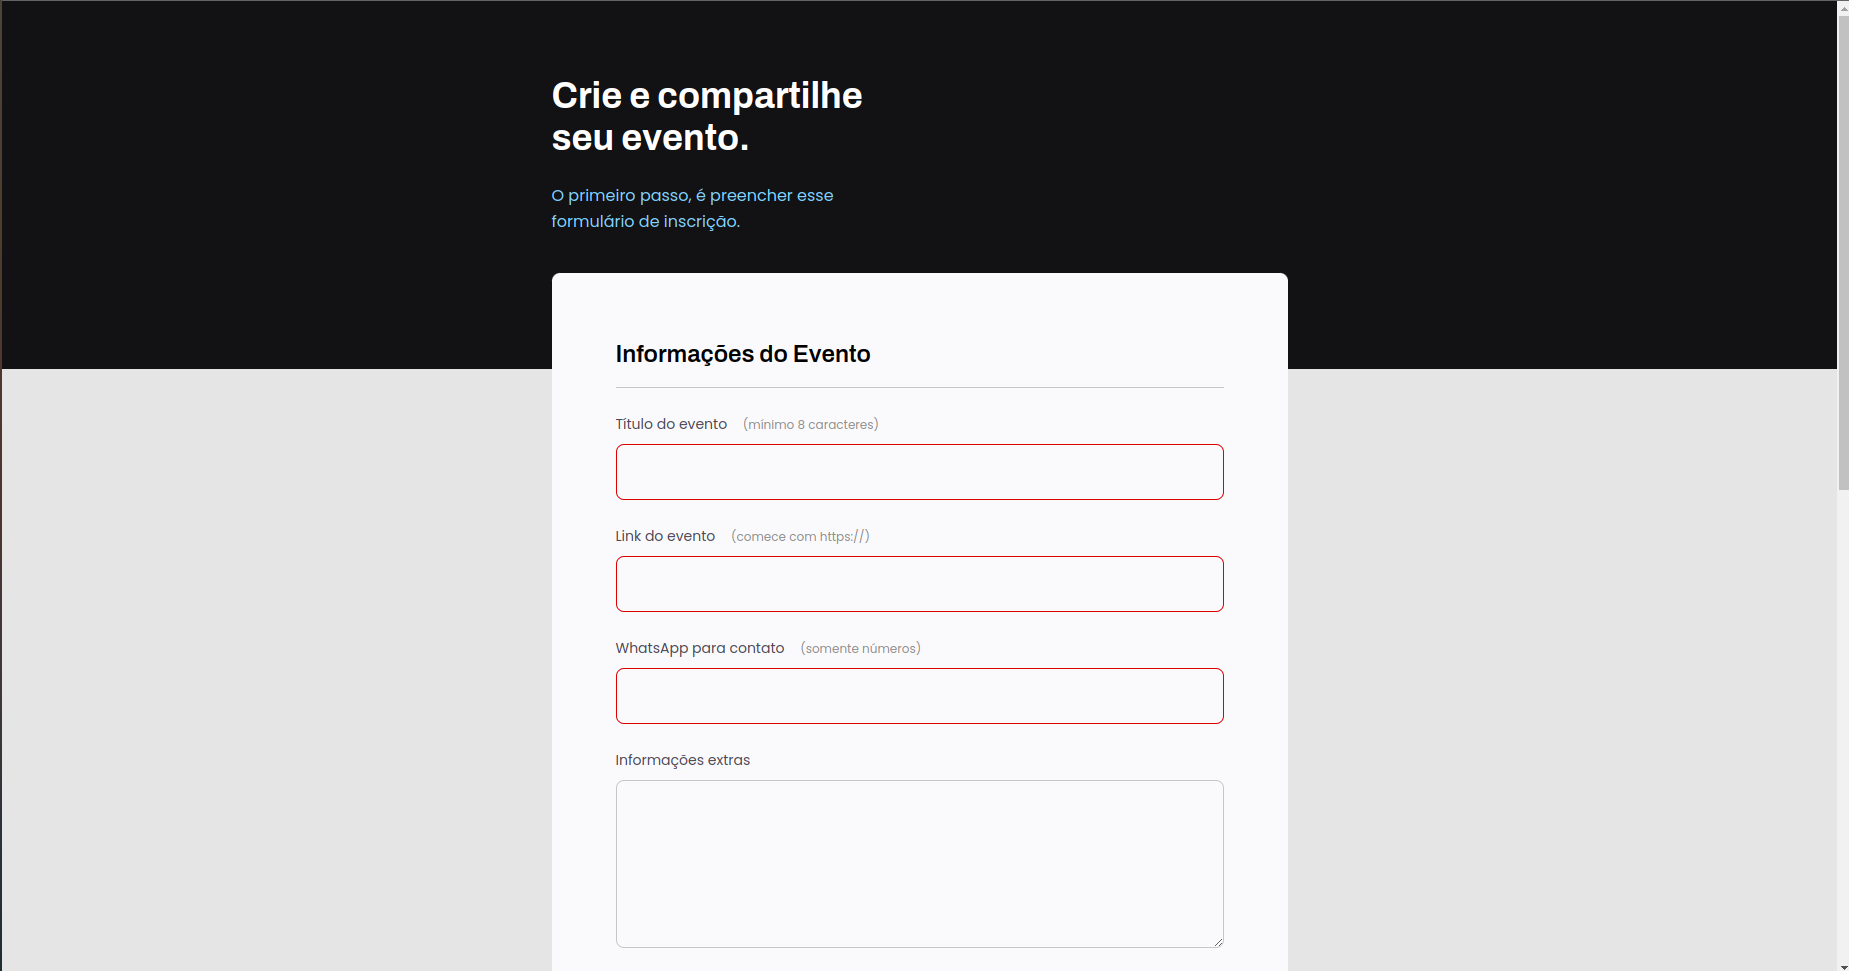 Crie e compartilhe
seu evento.
O primeiro passo, é preencher esse
formulário de inscrição.
Informações do Evento
Título do evento (mínImo 8 caracteres)
Link do evento (comece com https://)
WhatsApp para contato (somente números)
Informações extras